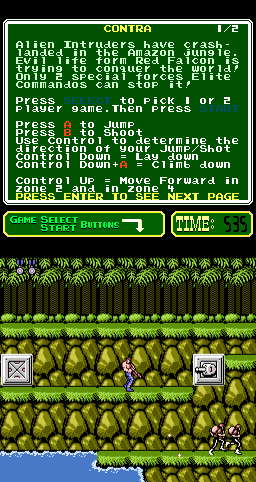 CONTRA 1/2
Alien Intruders have crash-
landed in the Amazon jungle.
Evil life form Red Falcon is
trying to conquer the world!
Only 2 special forces Elite
Commandos can stop it!
Press SELECT to pick 1 or 2
player game.Then Press START
Press A to Jump
Press B to Shoot
Use Control to determine the
direction of your Jump/Shot
Control Down = Lay down
Control Down+A = Climb down
Control Up = Move Forward in
zone 2 and in zone 4
PRESS ENTER TO SEE NEXT PAGE
GAME SELECT
START BUTTONS
TIME: 535